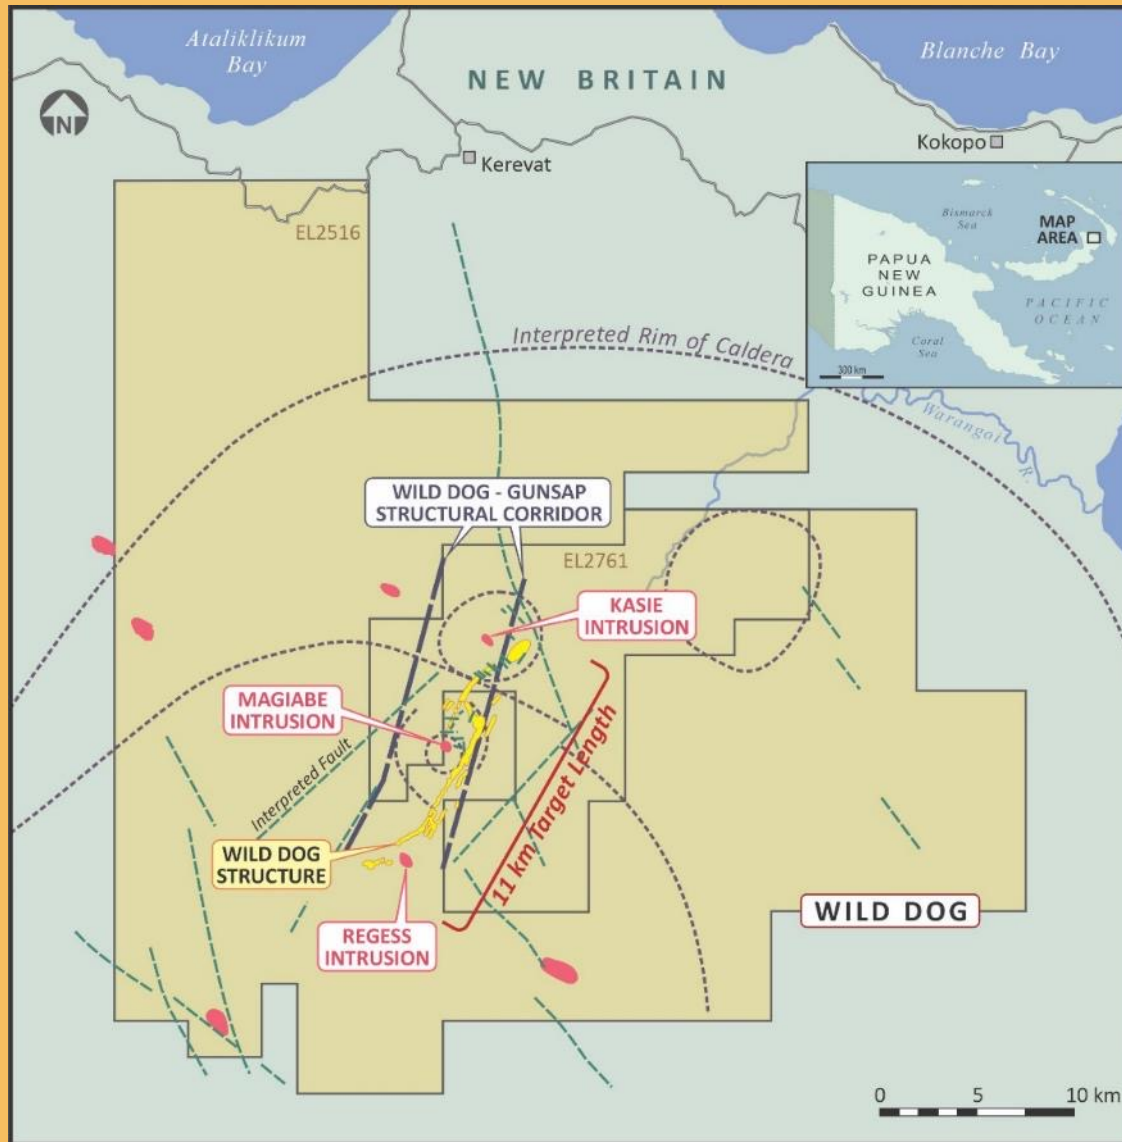 Ataliklikum
Bay
Blanche Bay
NEW BRITAIN
N
Kokopo
Kerevat
EL2516
Bismarck
Sea
MAP
AREA
PAPUA
NEW
GUINEA
PACIFIC
OCEAN
Coral
Sea
300 km
Interpreted Rim of Caldera
Warangoi R.
WILD DOG - GUNSAP
STRUCTURAL CORRIDOR
EL2761
KASIE
INTRUSION
MAGIABE
INTRUSION
Interpreted Fault
11 km Target Length
WILD DOG
STRUCTURE
WILD DOG
REGESS
INTRUSION
0 5 10 km